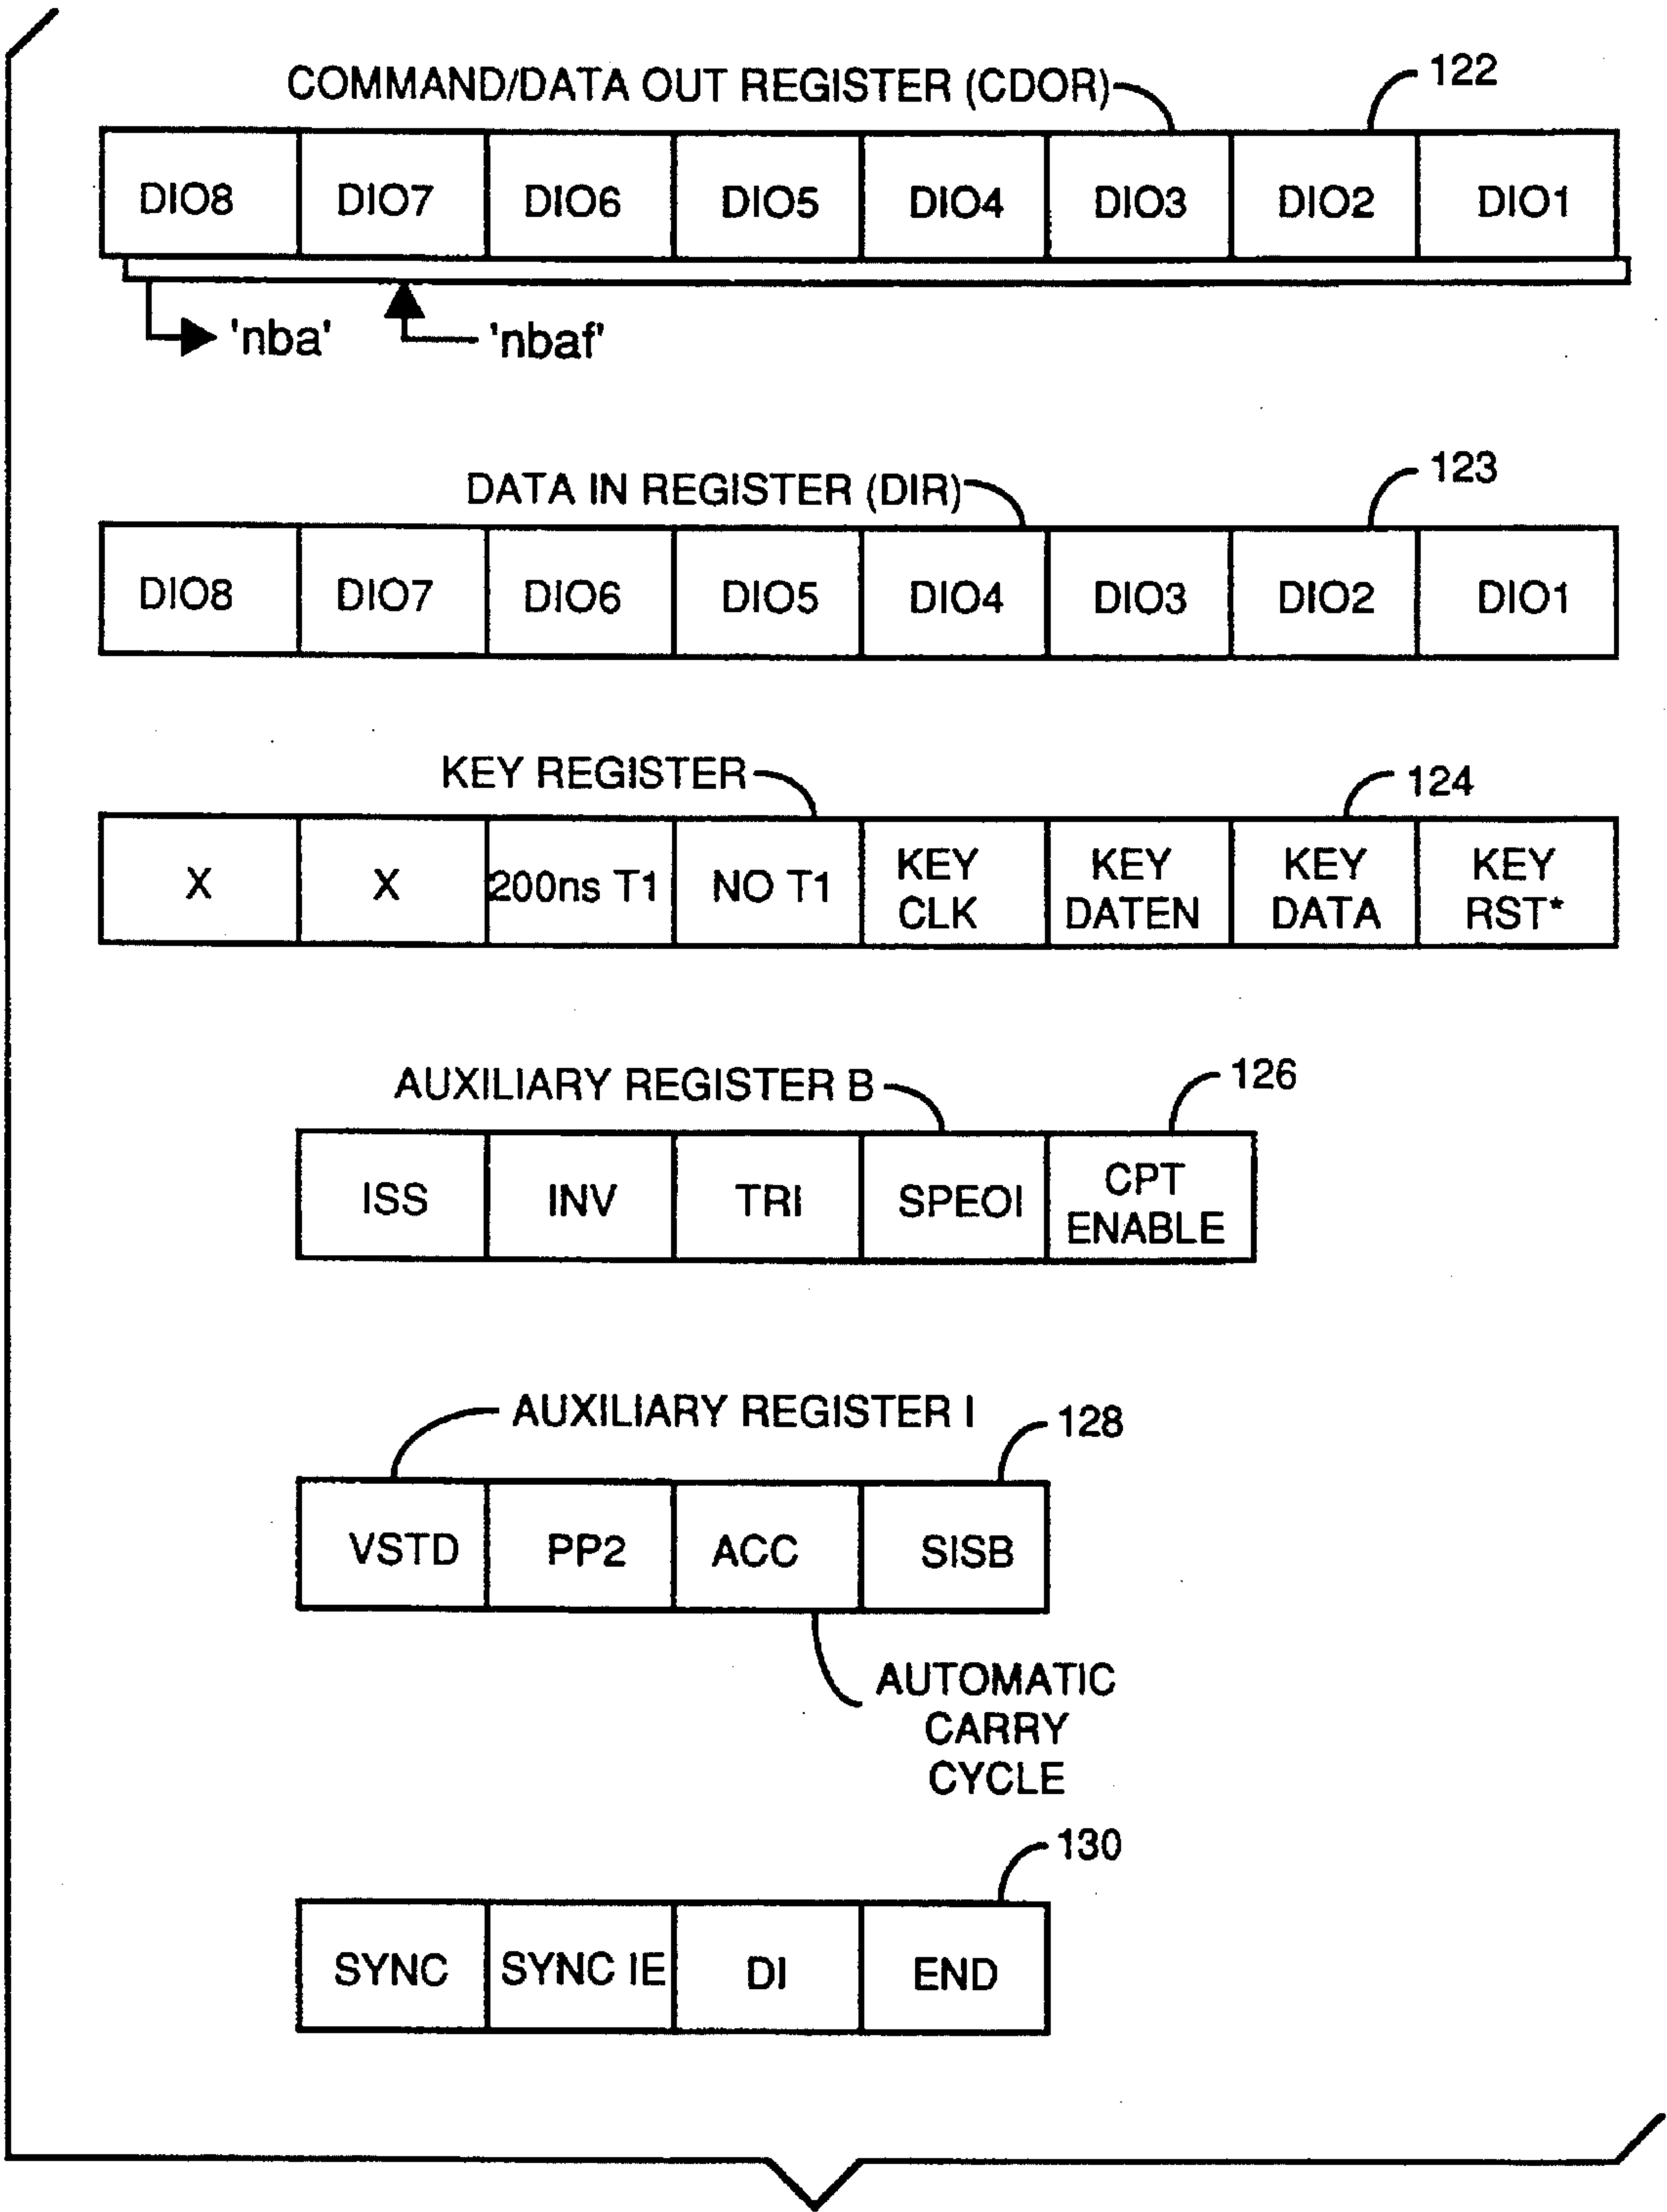 COMMAND/DATA OUT REGISTER (CDOR) 122
DIO8 DIO7 DIO6 DIO5 DIO4 DIO3 DIO2 DIO1
'nba' 'nbaf'
DATA IN REGISTER (DIR) 123
DIO8 DIO7 DIO6 DIO5 DIO4 DIO3 DIO2 DIO1
KEY REGISTER 124
X X 200ns T1 NO T1 KEY CLK KEY DATEN KEY DATA KEY RST*
AUXILIARY REGISTER B 126
ISS INV TRI SPEOI CPT ENABLE
AUXILIARY REGISTER I 128
VSTD PP2 ACC SISB
AUTOMATIC
CARRY
CYCLE
130
SYNC SYNC IE DI END